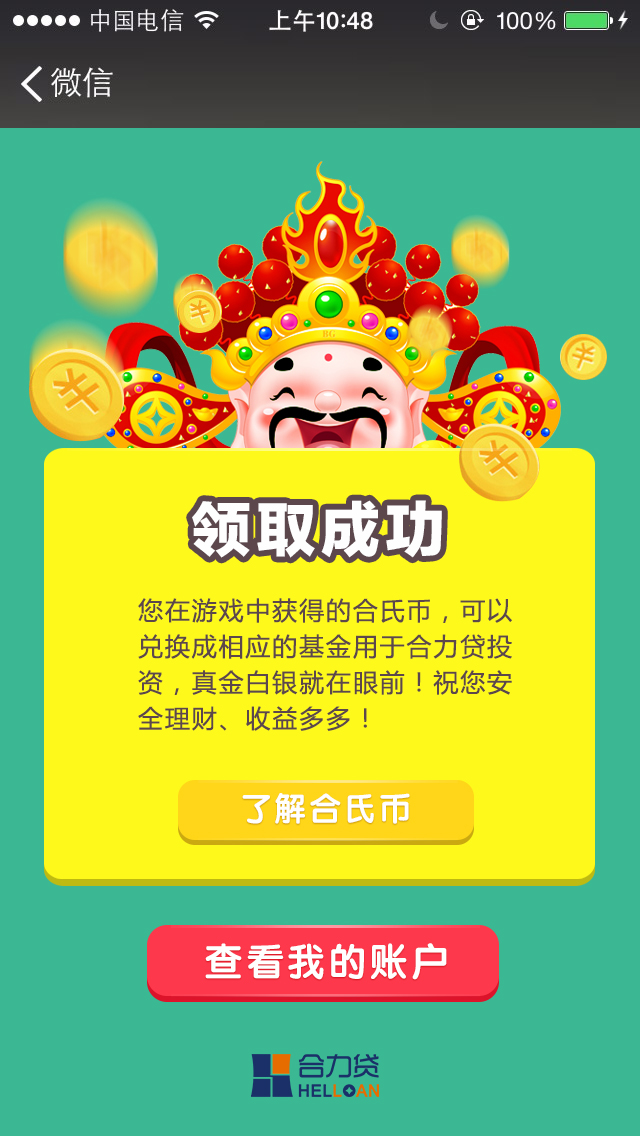 中国电信 上午10:48 100%
微信
BG
领取成功
您在游戏中获得的合氏币，可以
兑换成相应的基金用于合力贷投
资，真金白银就在眼前！祝您安
全理财、收益多多！
了解合氏币
查看我的账户
合力贷
HELLOAN